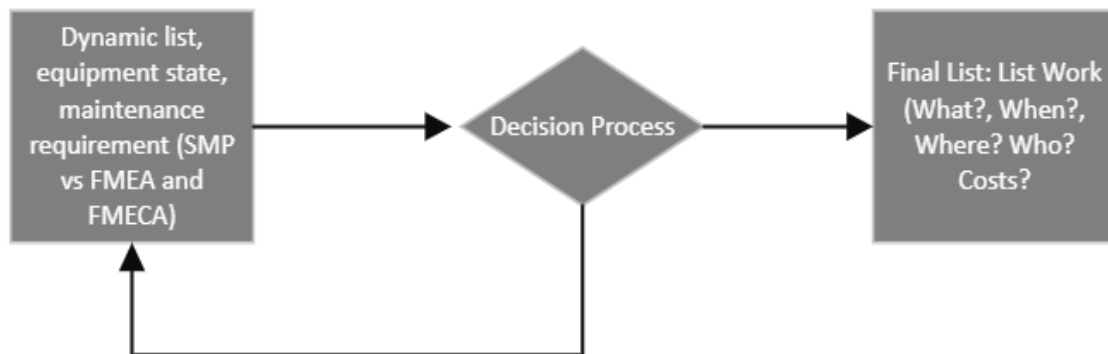 Dynamic list,
equipment state,
maintenance
requirement (SMP
vs FMEA and
FMECA)
Decision Process
Final List: List Work
(What?, When?,
Where? Who?
Costs?